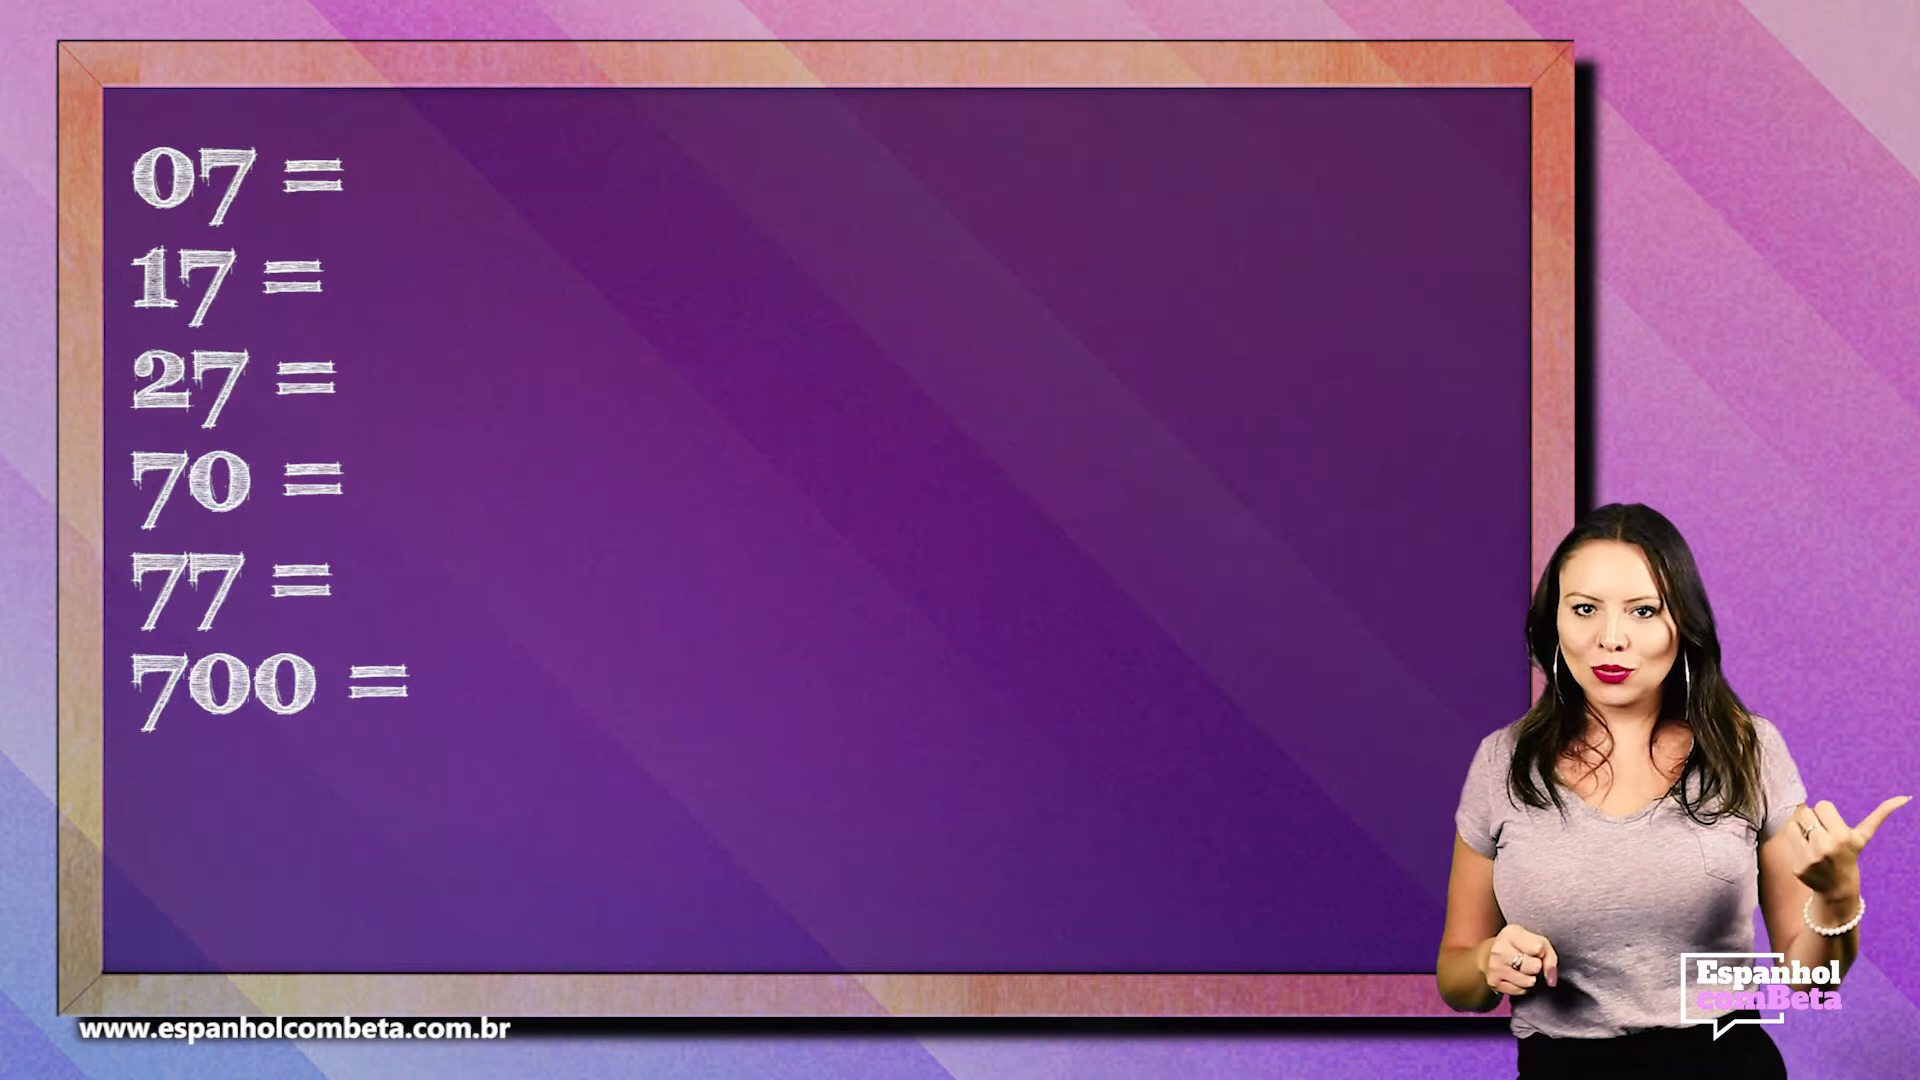 07 =
17 =
27 =
70 =
77 =
700 =
Espanhol
comBeta
www.espanholcombeta.com.br